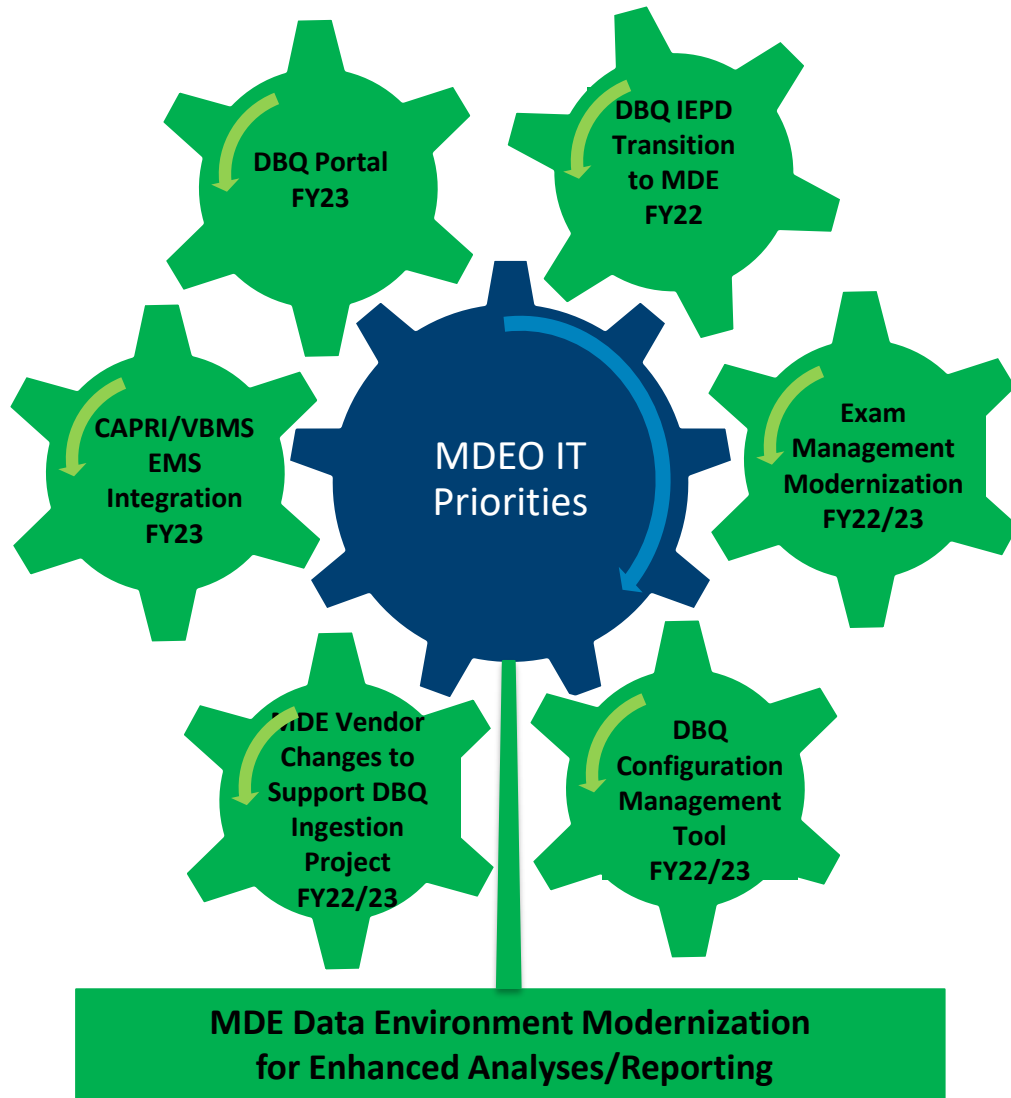 DBQ Portal
FY23
DBQ IEPD
Transition
to MDE
FY22
CAPRI/VBMS
EMS
Integration
FY23
MDEO IT
Priorities
Exam
Management
Modernization
FY22/23
MDE Vendor
Changes to
Support DBQ
Ingestion
Project
FY22/23
DBQ
Configuration
Management
Tool
FY22/23
MDE Data Environment Modernization
for Enhanced Analyses/Reporting